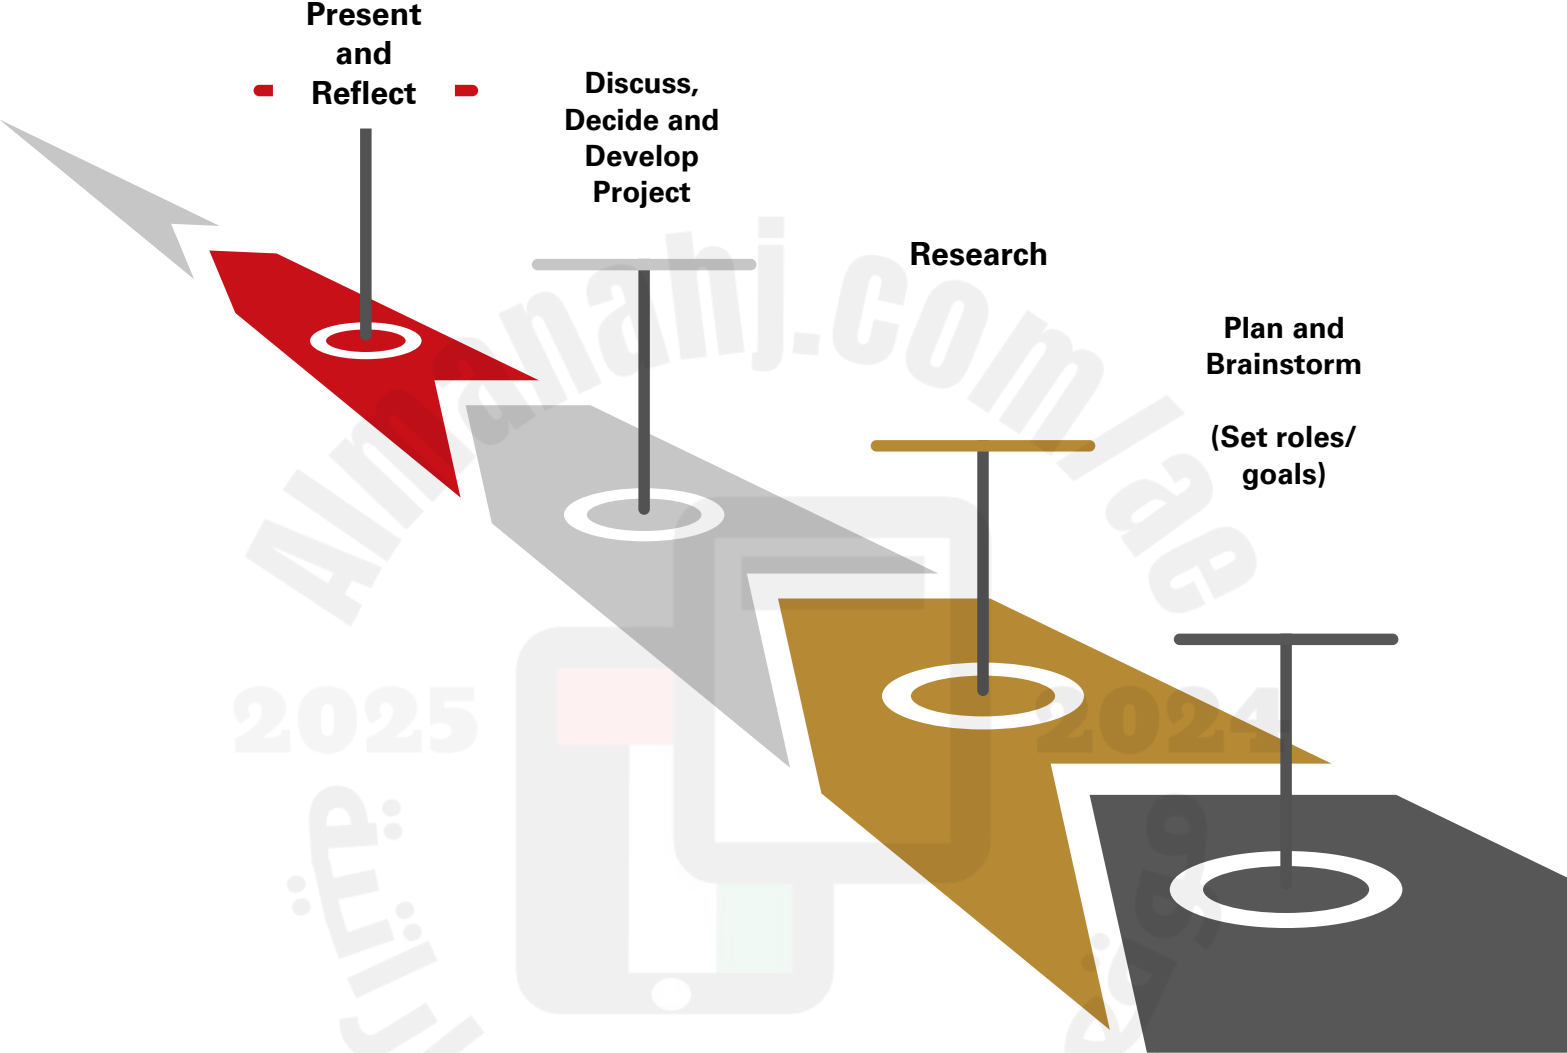 Present
and
Reflect
Discuss,
Decide and
Develop
Project
Research
Plan and
Brainstorm
(Set roles/
goals)
Almanahj.com/ae
2025
2024